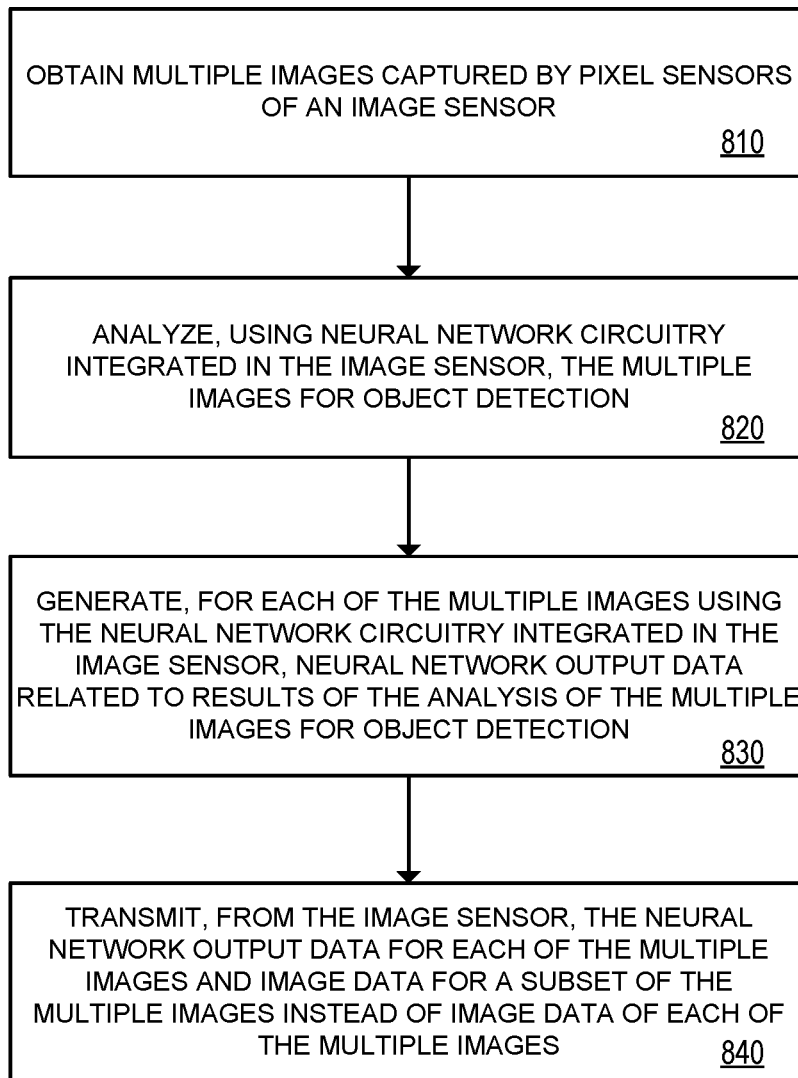 OBTAIN MULTIPLE IMAGES CAPTURED BY PIXEL SENSORS
OF AN IMAGE SENSOR
810
ANALYZE, USING NEURAL NETWORK CIRCUITRY
INTEGRATED IN THE IMAGE SENSOR, THE MULTIPLE
IMAGES FOR OBJECT DETECTION
820
GENERATE, FOR EACH OF THE MULTIPLE IMAGES USING
THE NEURAL NETWORK CIRCUITRY INTEGRATED IN THE
IMAGE SENSOR, NEURAL NETWORK OUTPUT DATA
RELATED TO RESULTS OF THE ANALYSIS OF THE MULTIPLE
IMAGES FOR OBJECT DETECTION
830
TRANSMIT, FROM THE IMAGE SENSOR, THE NEURAL
NETWORK OUTPUT DATA FOR EACH OF THE MULTIPLE
IMAGES AND IMAGE DATA FOR A SUBSET OF THE
MULTIPLE IMAGES INSTEAD OF IMAGE DATA OF EACH OF
THE MULTIPLE IMAGES
840